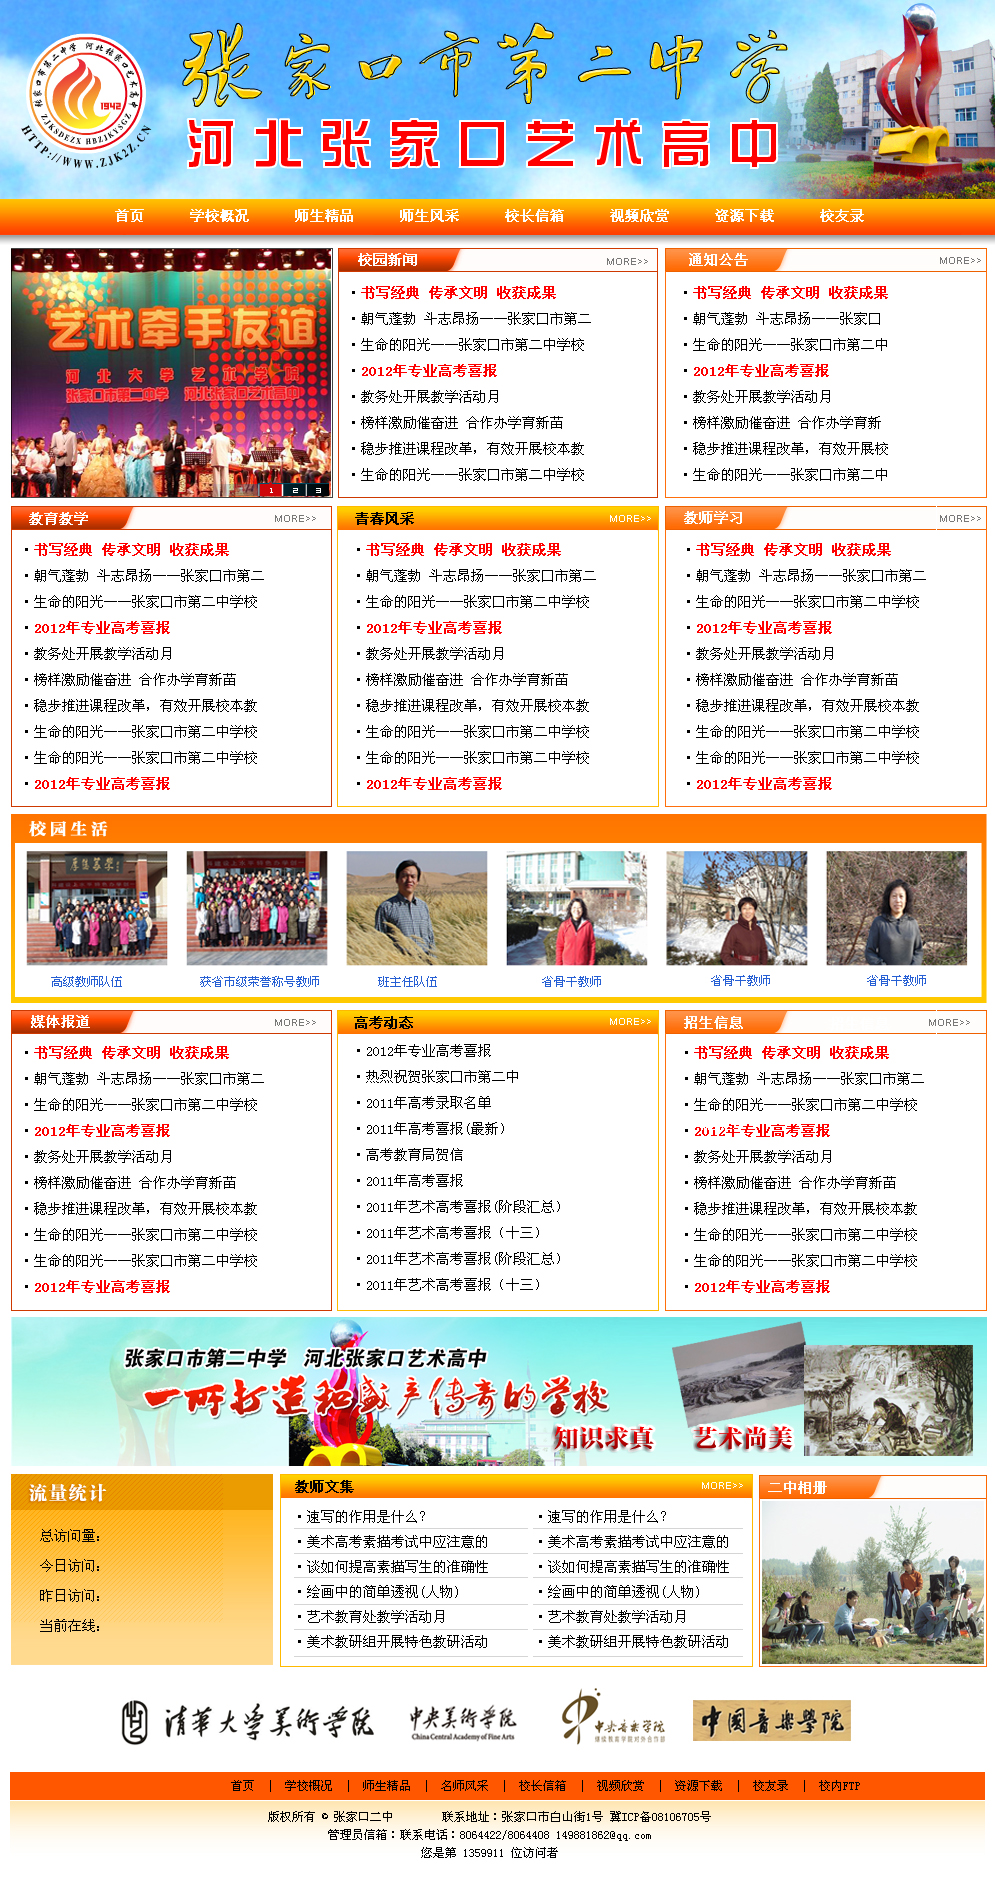 张家口市第二中学
河北张家口艺术高中
张家口市第二中学 河北张家口艺术高中
1942
ZJKSDEZX HBZJKYSGZ
HTTP://WWW.ZJK2Z.CN
首页 学校概况 师生精品 师生风采 校长信箱 视频欣赏 资源下载 校友录
艺术牵手友谊
河北大学艺术学院
张家口市第二中学 河北张家口艺术高中
1 2 3
校园新闻 MORE>>
·书写经典 传承文明 收获成果
·朝气蓬勃 斗志昂扬——张家口市第二
·生命的阳光——张家口市第二中学校
·2012年专业高考喜报
·教务处开展教学活动月
·榜样激励催奋进 合作办学育新苗
·稳步推进课程改革，有效开展校本教
·生命的阳光——张家口市第二中学校
通知公告 MORE>>
·书写经典 传承文明 收获成果
·朝气蓬勃 斗志昂扬——张家口
·生命的阳光——张家口市第二中
·2012年专业高考喜报
·教务处开展教学活动月
·榜样激励催奋进 合作办学育新
·稳步推进课程改革，有效开展校
·生命的阳光——张家口市第二中
教育教学 MORE>>
·书写经典 传承文明 收获成果
·朝气蓬勃 斗志昂扬——张家口市第二
·生命的阳光——张家口市第二中学校
·2012年专业高考喜报
·教务处开展教学活动月
·榜样激励催奋进 合作办学育新苗
·稳步推进课程改革，有效开展校本教
·生命的阳光——张家口市第二中学校
·生命的阳光——张家口市第二中学校
·2012年专业高考喜报
青春风采 MORE>>
·书写经典 传承文明 收获成果
·朝气蓬勃 斗志昂扬——张家口市第二
·生命的阳光——张家口市第二中学校
·2012年专业高考喜报
·教务处开展教学活动月
·榜样激励催奋进 合作办学育新苗
·稳步推进课程改革，有效开展校本教
·生命的阳光——张家口市第二中学校
·生命的阳光——张家口市第二中学校
·2012年专业高考喜报
教师学习 MORE>>
·书写经典 传承文明 收获成果
·朝气蓬勃 斗志昂扬——张家口市第二
·生命的阳光——张家口市第二中学校
·2012年专业高考喜报
·教务处开展教学活动月
·榜样激励催奋进 合作办学育新苗
·稳步推进课程改革，有效开展校本教
·生命的阳光——张家口市第二中学校
·生命的阳光——张家口市第二中学校
·2012年专业高考喜报
校园生活
高级教师队伍 获省市级荣誉称号教师 班主任队伍 省骨干教师 省骨干教师 省骨干教师
媒体报道 MORE>>
·书写经典 传承文明 收获成果
·朝气蓬勃 斗志昂扬——张家口市第二
·生命的阳光——张家口市第二中学校
·2012年专业高考喜报
·教务处开展教学活动月
·榜样激励催奋进 合作办学育新苗
·稳步推进课程改革，有效开展校本教
·生命的阳光——张家口市第二中学校
·生命的阳光——张家口市第二中学校
·2012年专业高考喜报
高考动态 MORE>>
·2012年专业高考喜报
·热烈祝贺张家口市第二中
·2011年高考录取名单
·2011年高考喜报(最新)
·高考教育局贺信
·2011年高考喜报
·2011年艺术高考喜报(阶段汇总)
·2011年艺术高考喜报（十三）
·2011年艺术高考喜报(阶段汇总)
·2011年艺术高考喜报（十三）
招生信息 MORE>>
·书写经典 传承文明 收获成果
·朝气蓬勃 斗志昂扬——张家口市第二
·生命的阳光——张家口市第二中学校
·2012年专业高考喜报
·教务处开展教学活动月
·榜样激励催奋进 合作办学育新苗
·稳步推进课程改革，有效开展校本教
·生命的阳光——张家口市第二中学校
·生命的阳光——张家口市第二中学校
·2012年专业高考喜报
张家口市第二中学 河北张家口艺术高中
一所打造和盛产传奇的学校
知识求真 艺术尚美
流量统计
总访问量：
今日访问：
昨日访问：
当前在线：
教师文集 MORE>>
·速写的作用是什么？ ·速写的作用是什么？
·美术高考素描考试中应注意的 ·美术高考素描考试中应注意的
·谈如何提高素描写生的准确性 ·谈如何提高素描写生的准确性
·绘画中的简单透视(人物) ·绘画中的简单透视(人物)
·艺术教育处教学活动月 ·艺术教育处教学活动月
·美术教研组开展特色教研活动 ·美术教研组开展特色教研活动
二中相册
清华大学美术学院
中央美術学院
China Central Academy of Fine Arts
中央音乐学院
继续教育学院对外合作部
中國音樂學院
首页 | 学校概况 | 师生精品 | 名师风采 | 校长信箱 | 视频欣赏 | 资源下载 | 校友录 | 校内FTP
版权所有 © 张家口二中 联系地址：张家口市白山街1号 冀ICP备08106705号
管理员信箱：联系电话：8064422/8064408 149881862@qq.com
您是第 1359911 位访问者